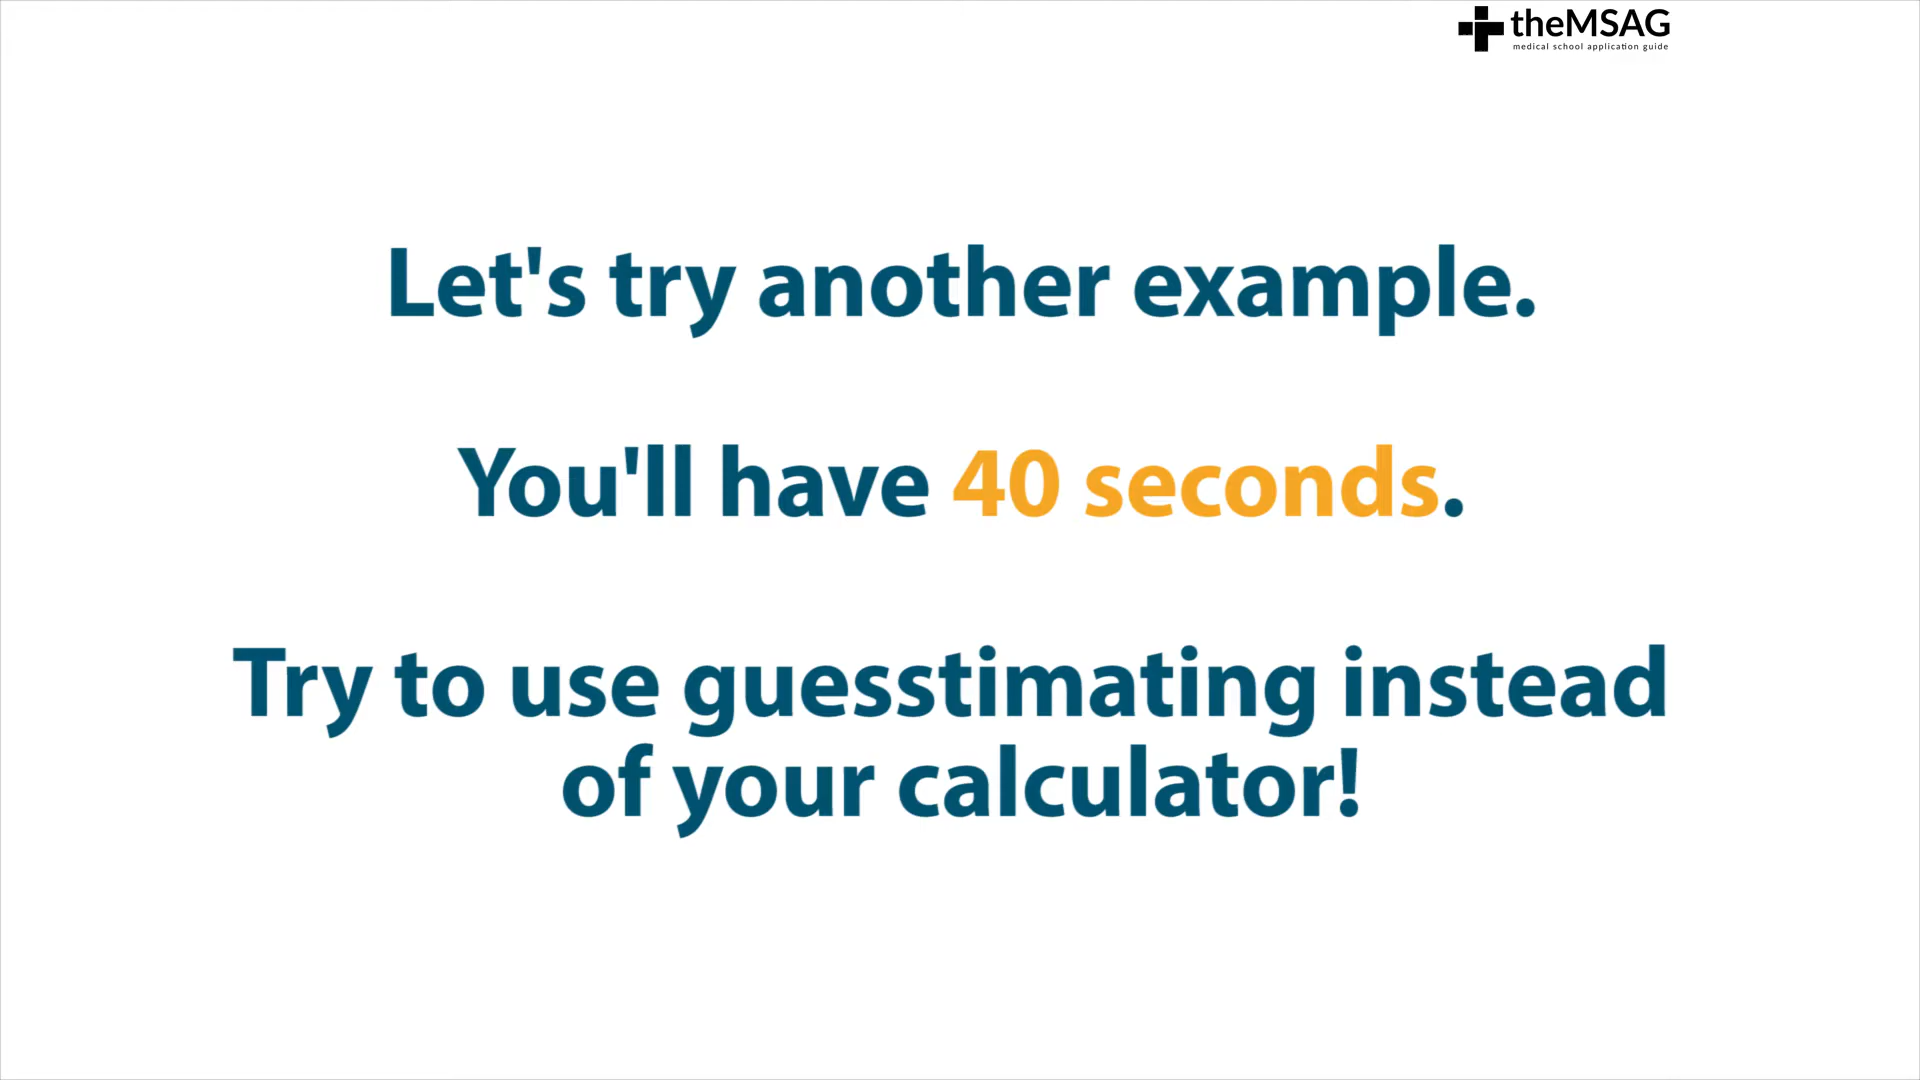 theMSAG
medical school application guide
Let's try another example.
You'll have 40 seconds.
Try to use guesstimating instead
of your calculator!